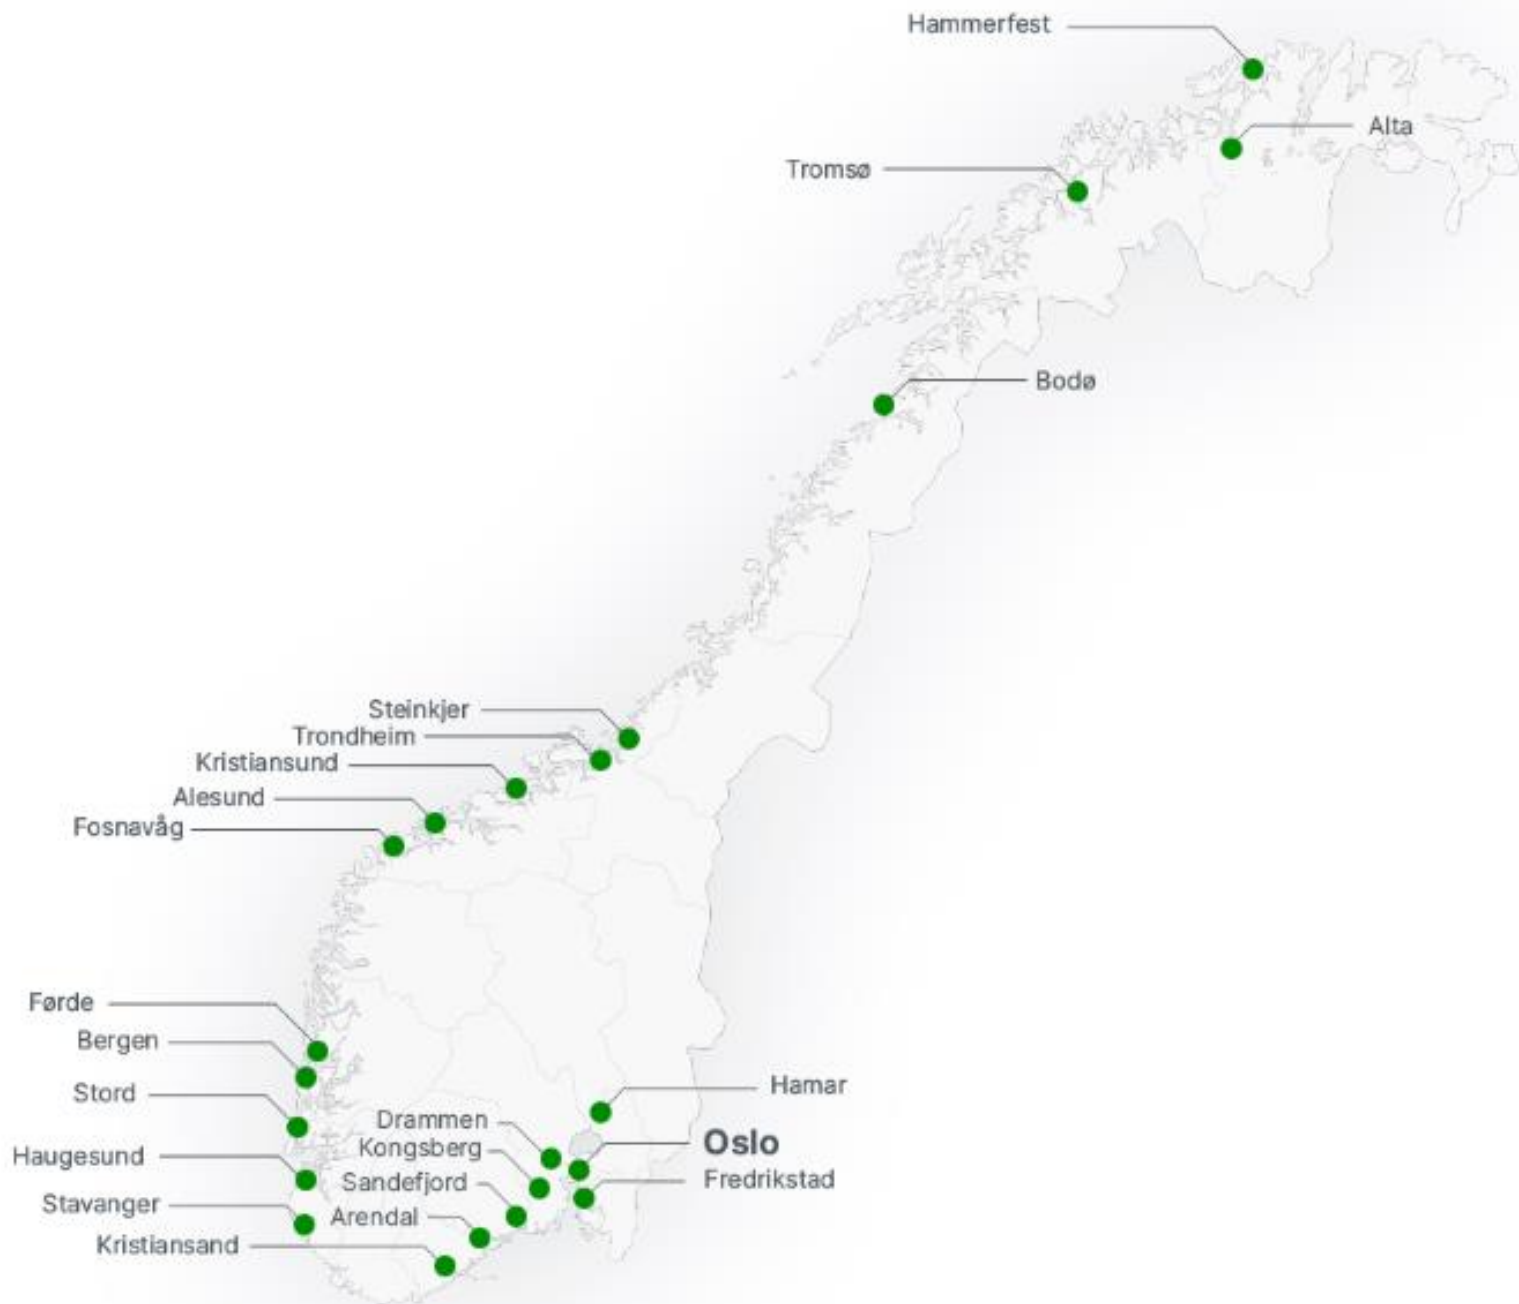 Hammerfest
Alta
Tromsø
Bodø
Steinkjer
Trondheim
Kristiansund
Alesund
Fosnavåg
Førde
Bergen
Stord
Hamar
Drammen
Oslo
Kongsberg
Haugesund
Fredrikstad
Sandefjord
Stavanger
Arendal
Kristiansand